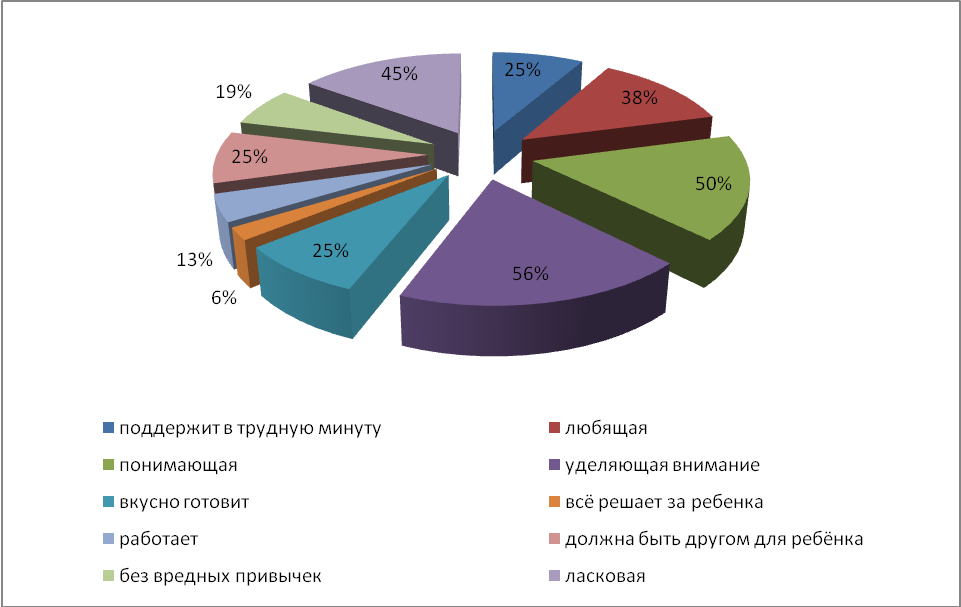 45%
25%
38%
19%
25%
50%
13%
25%
56%
6%
поддержит в трудную минуту
любящая
понимающая
уделяющая внимание
вкусно готовит
всё решает за ребенка
работает
должна быть другом для ребёнка
без вредных привычек
ласковая